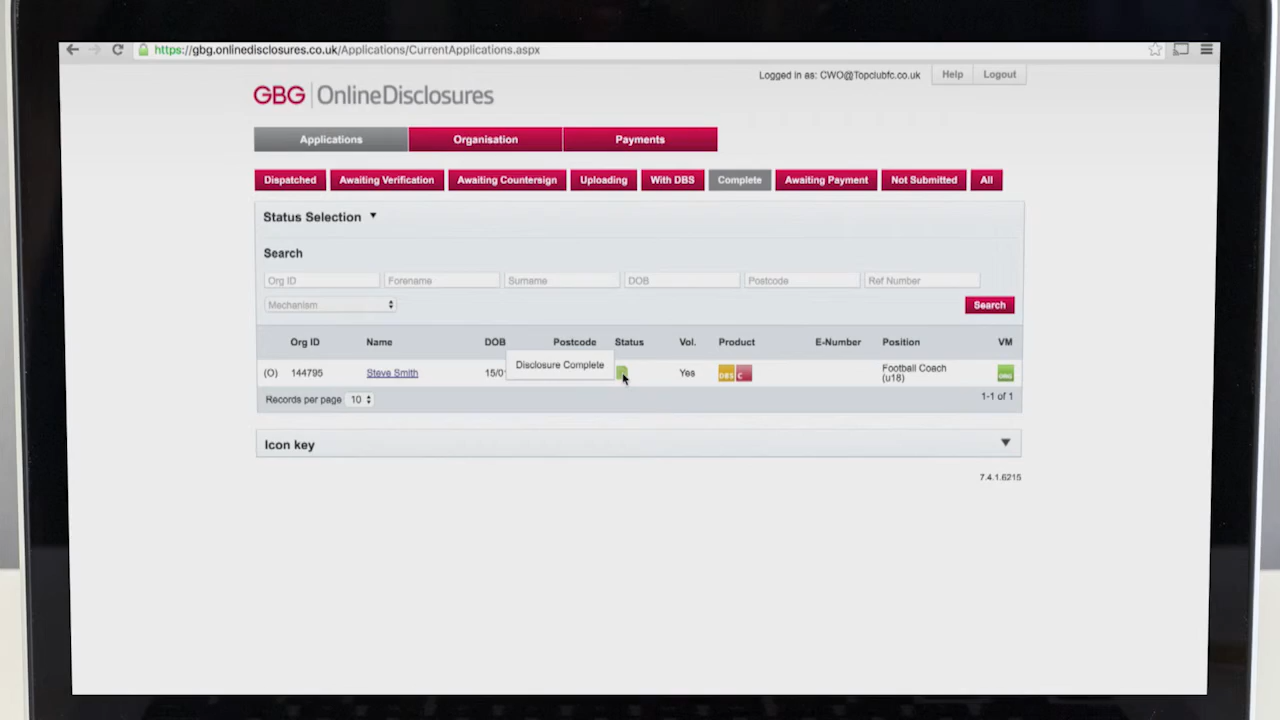 https://gbg.onlinedisclosures.co.uk/Applications/CurrentApplications.aspx
Logged in as: CWO@Topclubfc.co.uk Help Logout
GBG OnlineDisclosures
Applications Organisation Payments
Dispatched Awaiting Verification Awaiting Countersign Uploading With DBS Complete Awaiting Payment Not Submitted All
Status Selection
Search
Org ID Forename Surname DOB Postcode Ref Number
Mechanism Search
Org ID Name DOB Postcode Status Vol. Product E-Number Position VM
Disclosure Complete
(O) 144795 Steve Smith 15/0 Yes DBS C Football Coach ORG
(u18)
Records per page 10 1-1 of 1
Icon key
7.4.1.6215